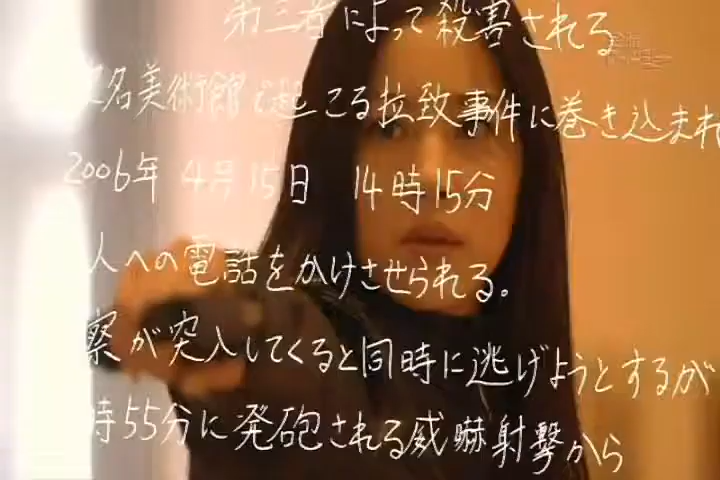 第三者によって殺害される
名美術館で起こる拉致事件に巻き込まれ
2006年 4月15日 14時15分
人への電話をかけさせられる。
察が突入してくると同時に逃げようとするが
時55分に発砲される威嚇射撃から